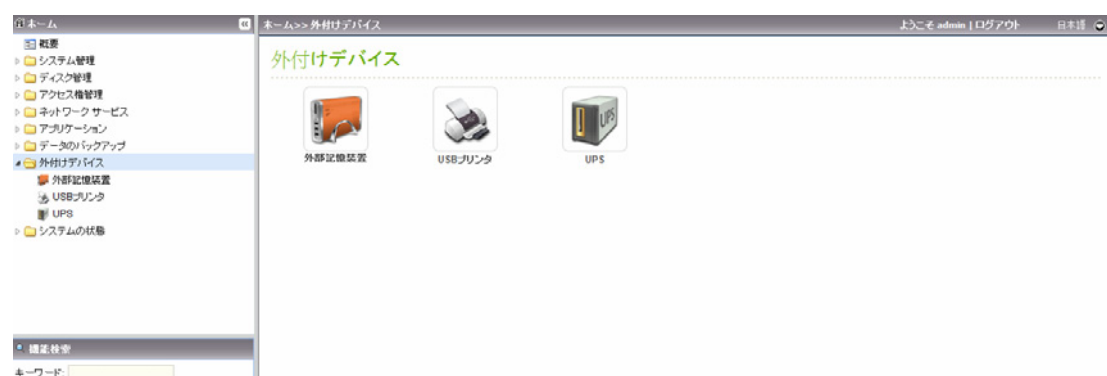 ホーム
ホーム>> 外付けデバイス
ようこそ admin | ログアウト
日本語
概要
システム管理
ディスク管理
アクセス権管理
ネットワーク サービス
アプリケーション
データのバックアップ
外付けデバイス
外部記憶装置
USBプリンタ
UPS
システムの状態
機能検索
キーワード:
外付けデバイス
UPS
外部記憶装置
USBプリンタ
UPS